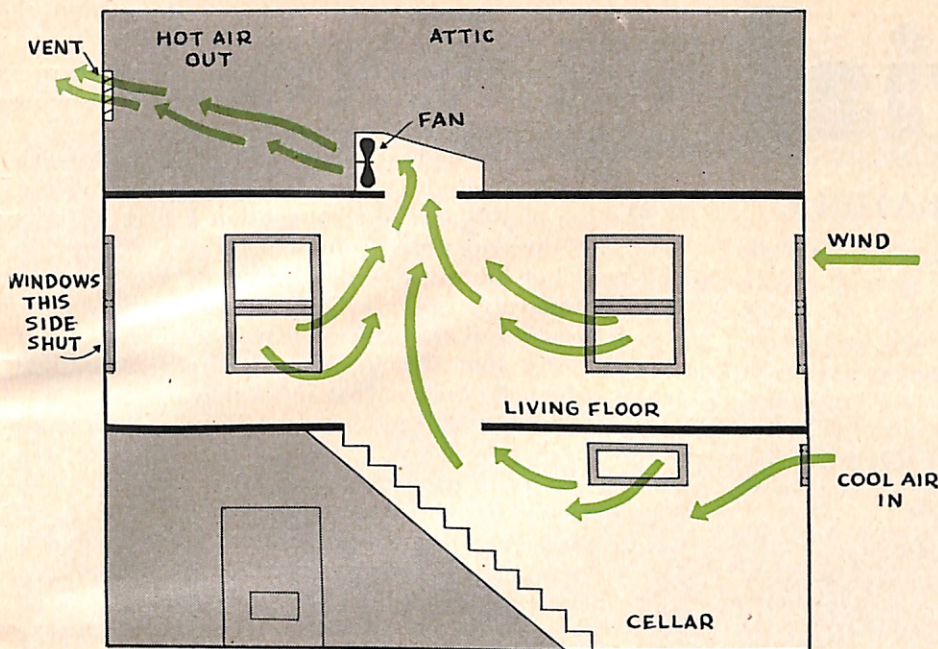 VENT
HOT AIR
OUT
ATTIC
FAN
WIND
WINDOWS
THIS
SIDE
SHUT
LIVING FLOOR
COOL AIR
IN
CELLAR